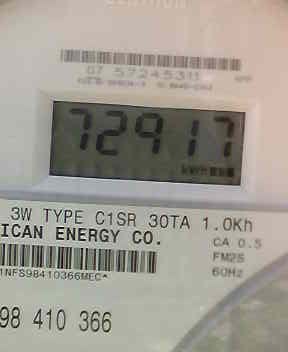 07 57245311
72917
kWh
3W TYPE C1SR 30TA 1.0Kh
ICAN ENERGY CO.
CA 0.5
FM2S
60Hz
1NFS98410366MEC*
98 410 366